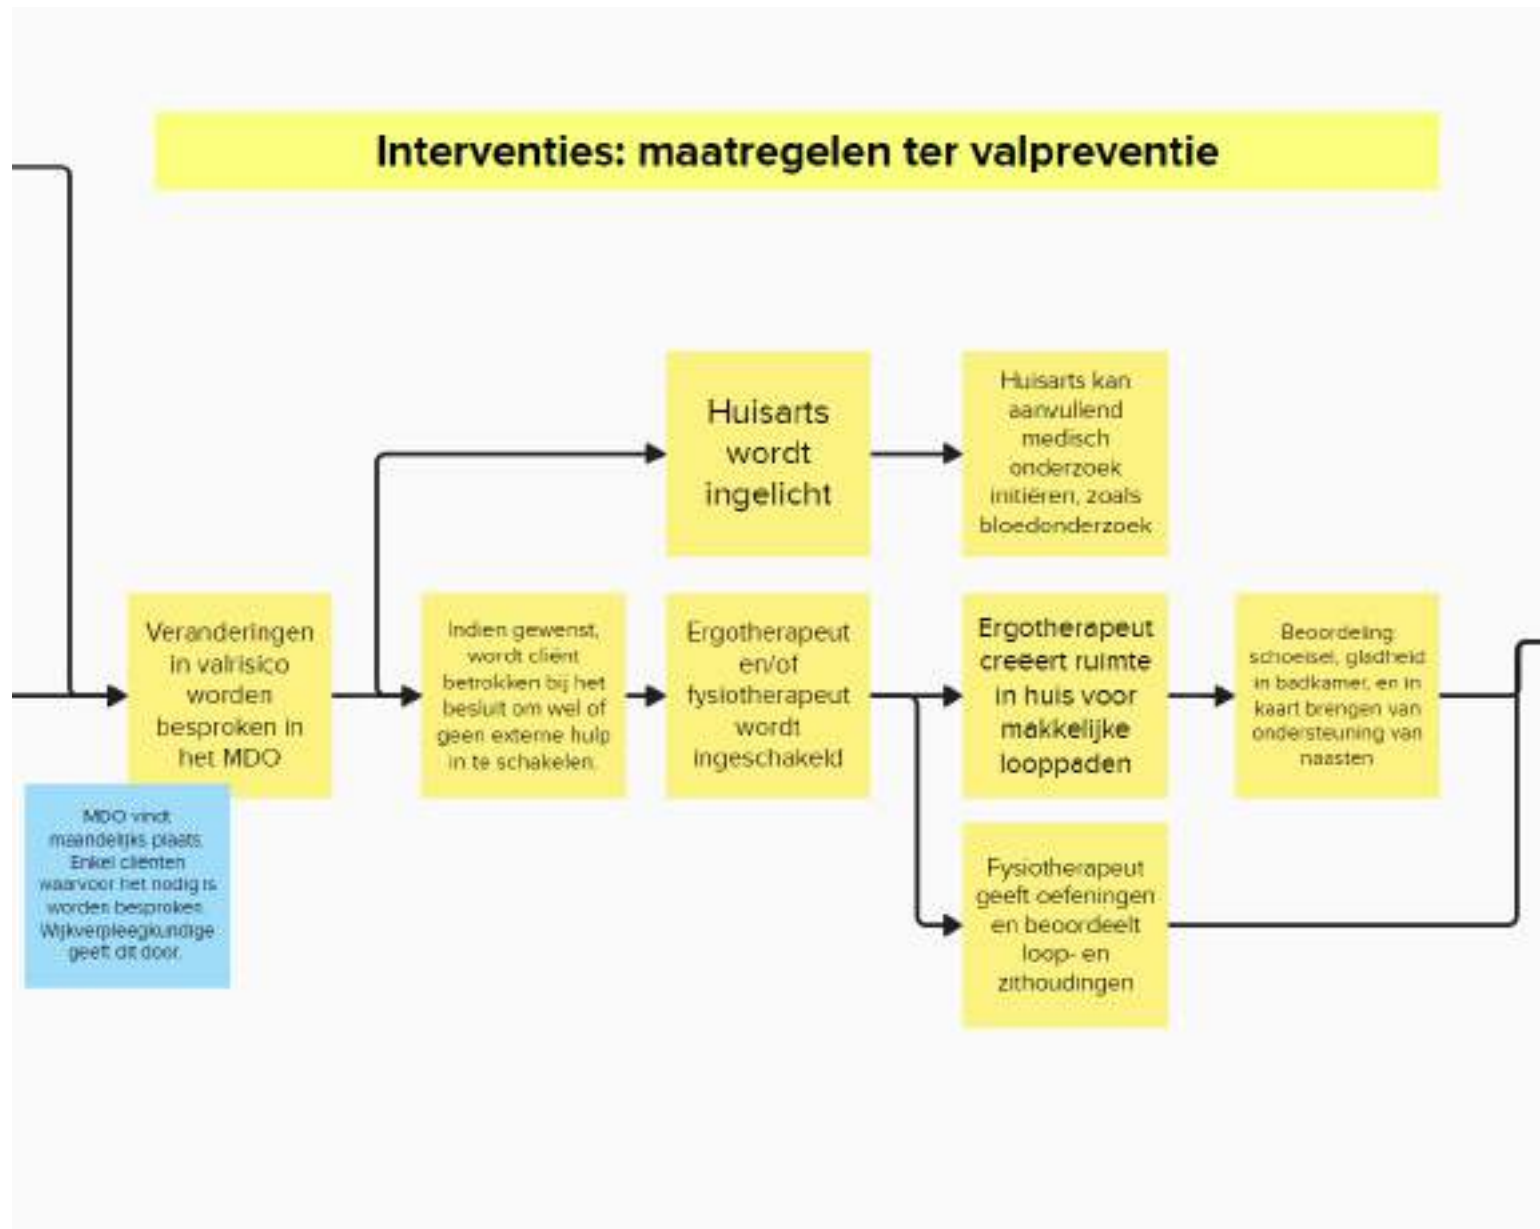 Interventies: maatregelen ter valpreventie
Huisarts
wordt
ingelicht
Huisarts kan
aanvullend
medisch
onderzoek
initiëren, zoals
bloedonderzoek
Veranderingen
in valrisico
worden
besproken in
het MDO
MDO vindt
maandelijks plaats.
Enkel cliënten
waarvoor het nodig is
worden besproken.
Wijkverpleegkundige
geeft dit door.
Indien gewenst,
wordt cliënt
betrokken bij het
besluit om wel of
geen externe hulp
in te schakelen.
Ergotherapeut
en/of
fysiotherapeut
wordt
ingeschakeld
Ergotherapeut
creëert ruimte
in huis voor
makkelijke
looppaden
Beoordeling
schoeisel, gladheid
in badkamer, en in
kaart brengen van
ondersteuning van
naasten
Fysiotherapeut
geeft oefeningen
en beoordeelt
loop- en
zithoudingen